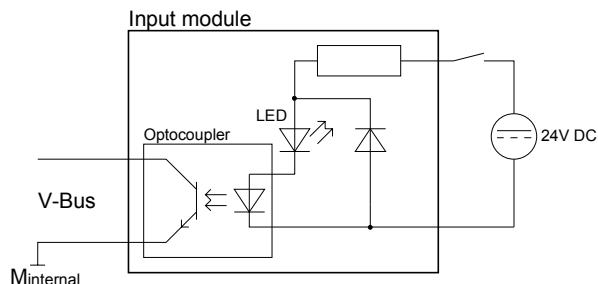 Input module
LED
Optocoupler
24V DC
V-Bus
Minternal